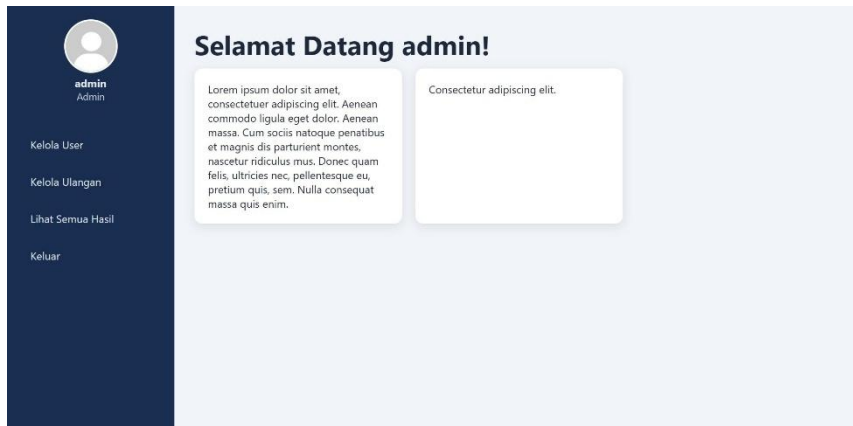 admin
Admin
Kelola User
Kelola Ulangan
Lihat Semua Hasil
Keluar
Selamat Datang admin!
Lorem ipsum dolor sit amet,
consectetuer adipiscing elit. Aenean
commodo ligula eget dolor. Aenean
massa. Cum sociis natoque penatibus
et magnis dis parturient montes,
nascetur ridiculus mus. Donec quam
felis, ultricies nec, pellentesque eu,
pretium quis, sem. Nulla consequat
massa quis enim.
Consectetur adipiscing elit.